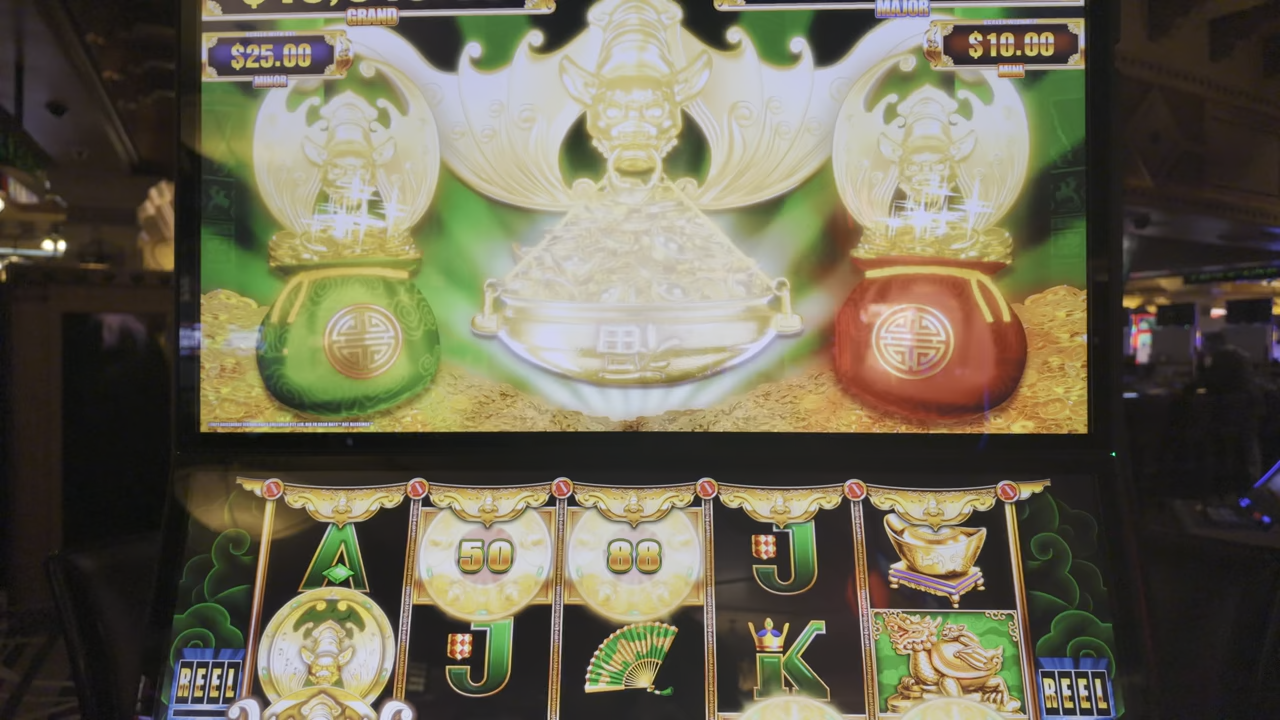 GRAND
MAJOR
$25.00
MINOR
$10.00
MINI
A
50
88
J
J
K
REEL
REEL